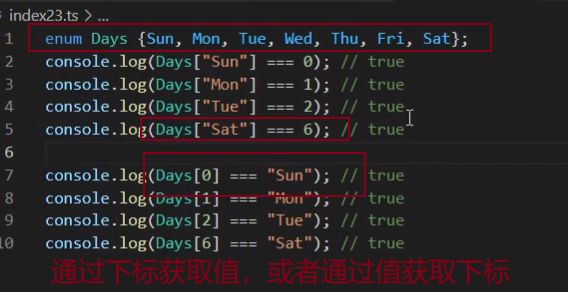 index23.ts > ...
1 enum Days {Sun, Mon, Tue, Wed, Thu, Fri, Sat};
2 console.log(Days["Sun"] === 0); // true
3 console.log(Days["Mon"] === 1); // true
4 console.log(Days["Tue"] === 2); // true
5 console.log(Days["Sat"] === 6); // true
6
7 console.log(Days[0] === "Sun"); // true
8 console.log(Days[1] === "Mon"); // true
9 console.log(Days[2] === "Tue"); // true
10 console.log(Days[6] === "Sat"); // true
通过下标获取值，或者通过值获取下标